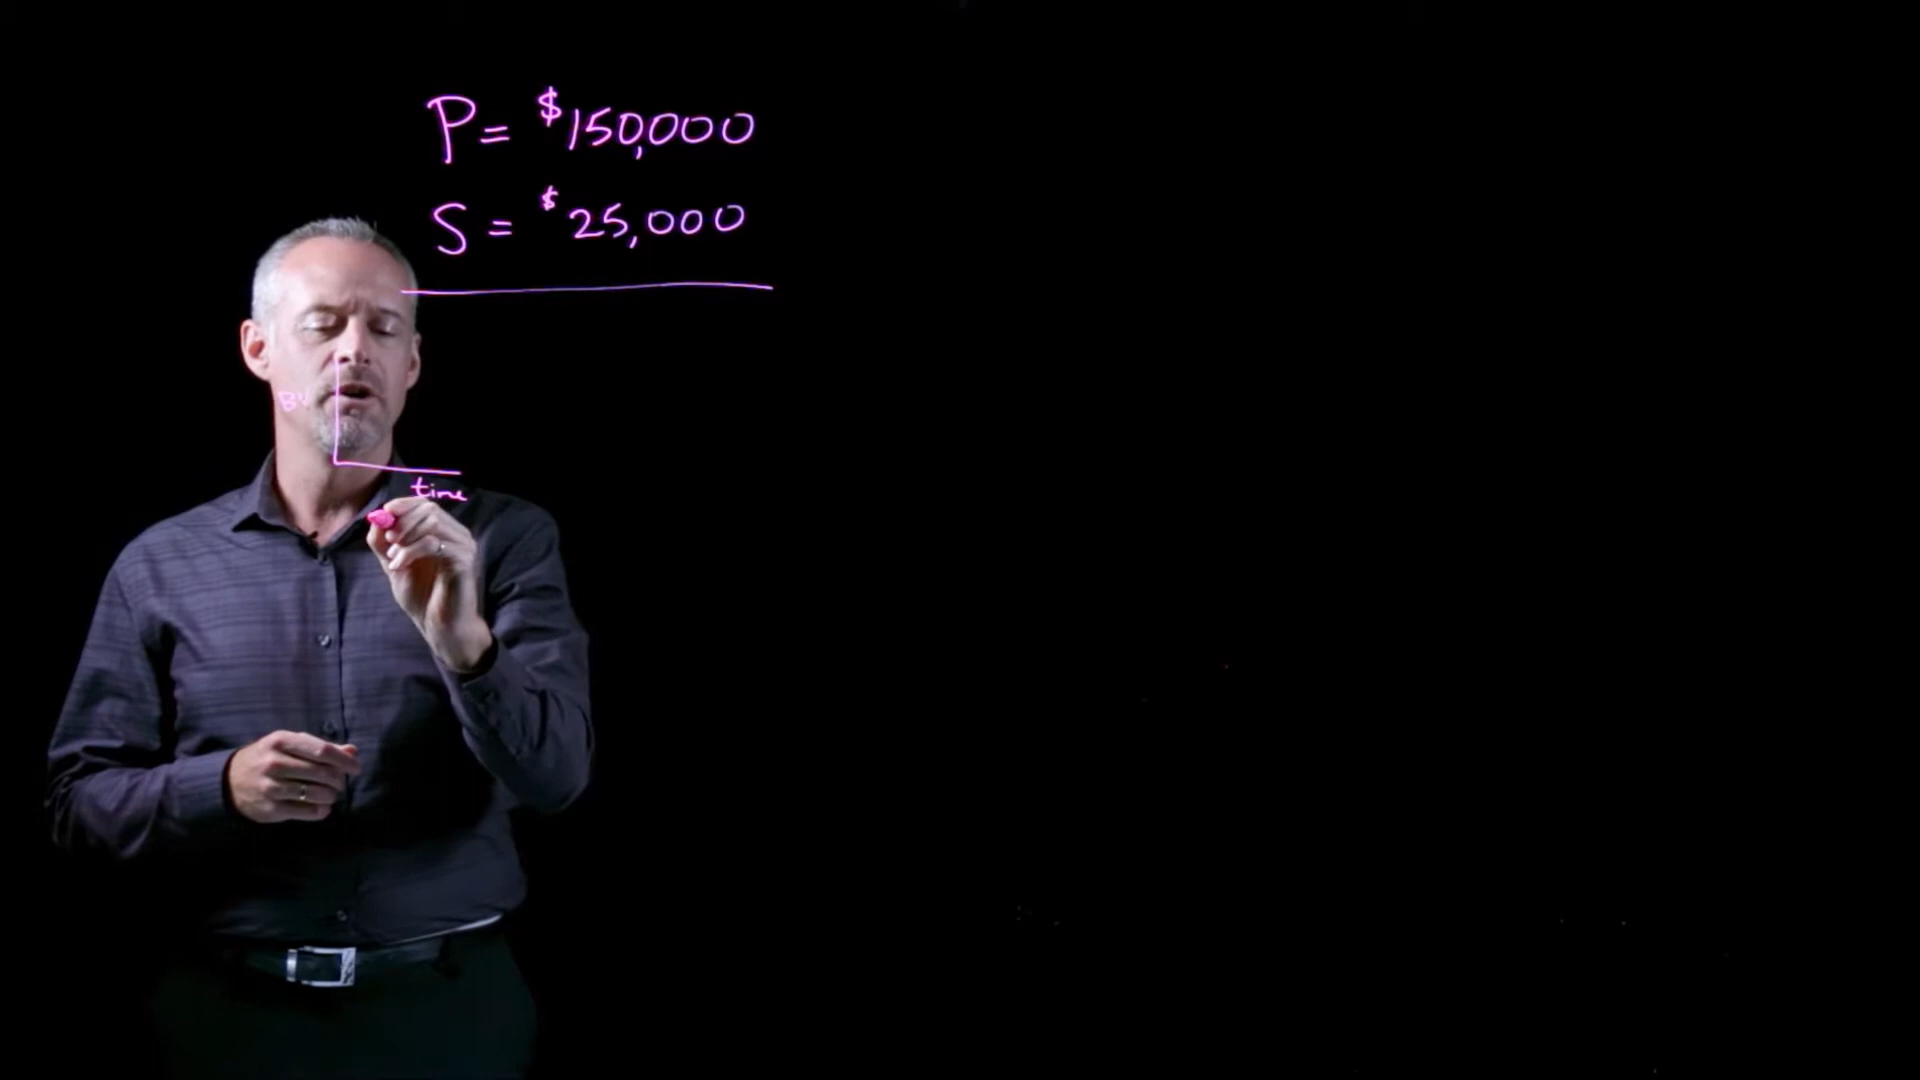 P = $150,000
S = $25,000
BV
time